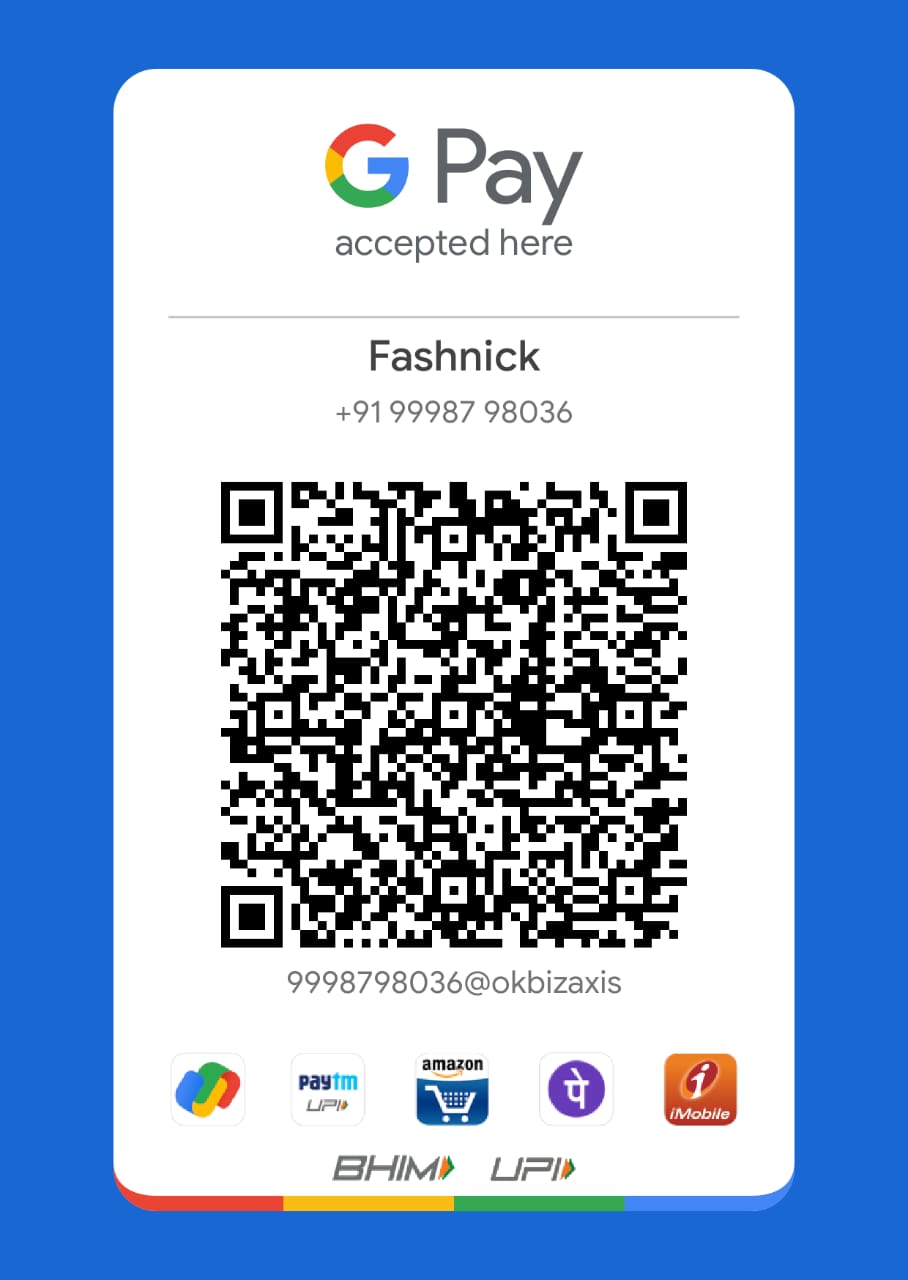 G Pay
accepted here
Fashnick
+91 99987 98036
9998798036@okbizaxis
paytm
UPI
amazon
पे
i
iMobile
BHIM UPI